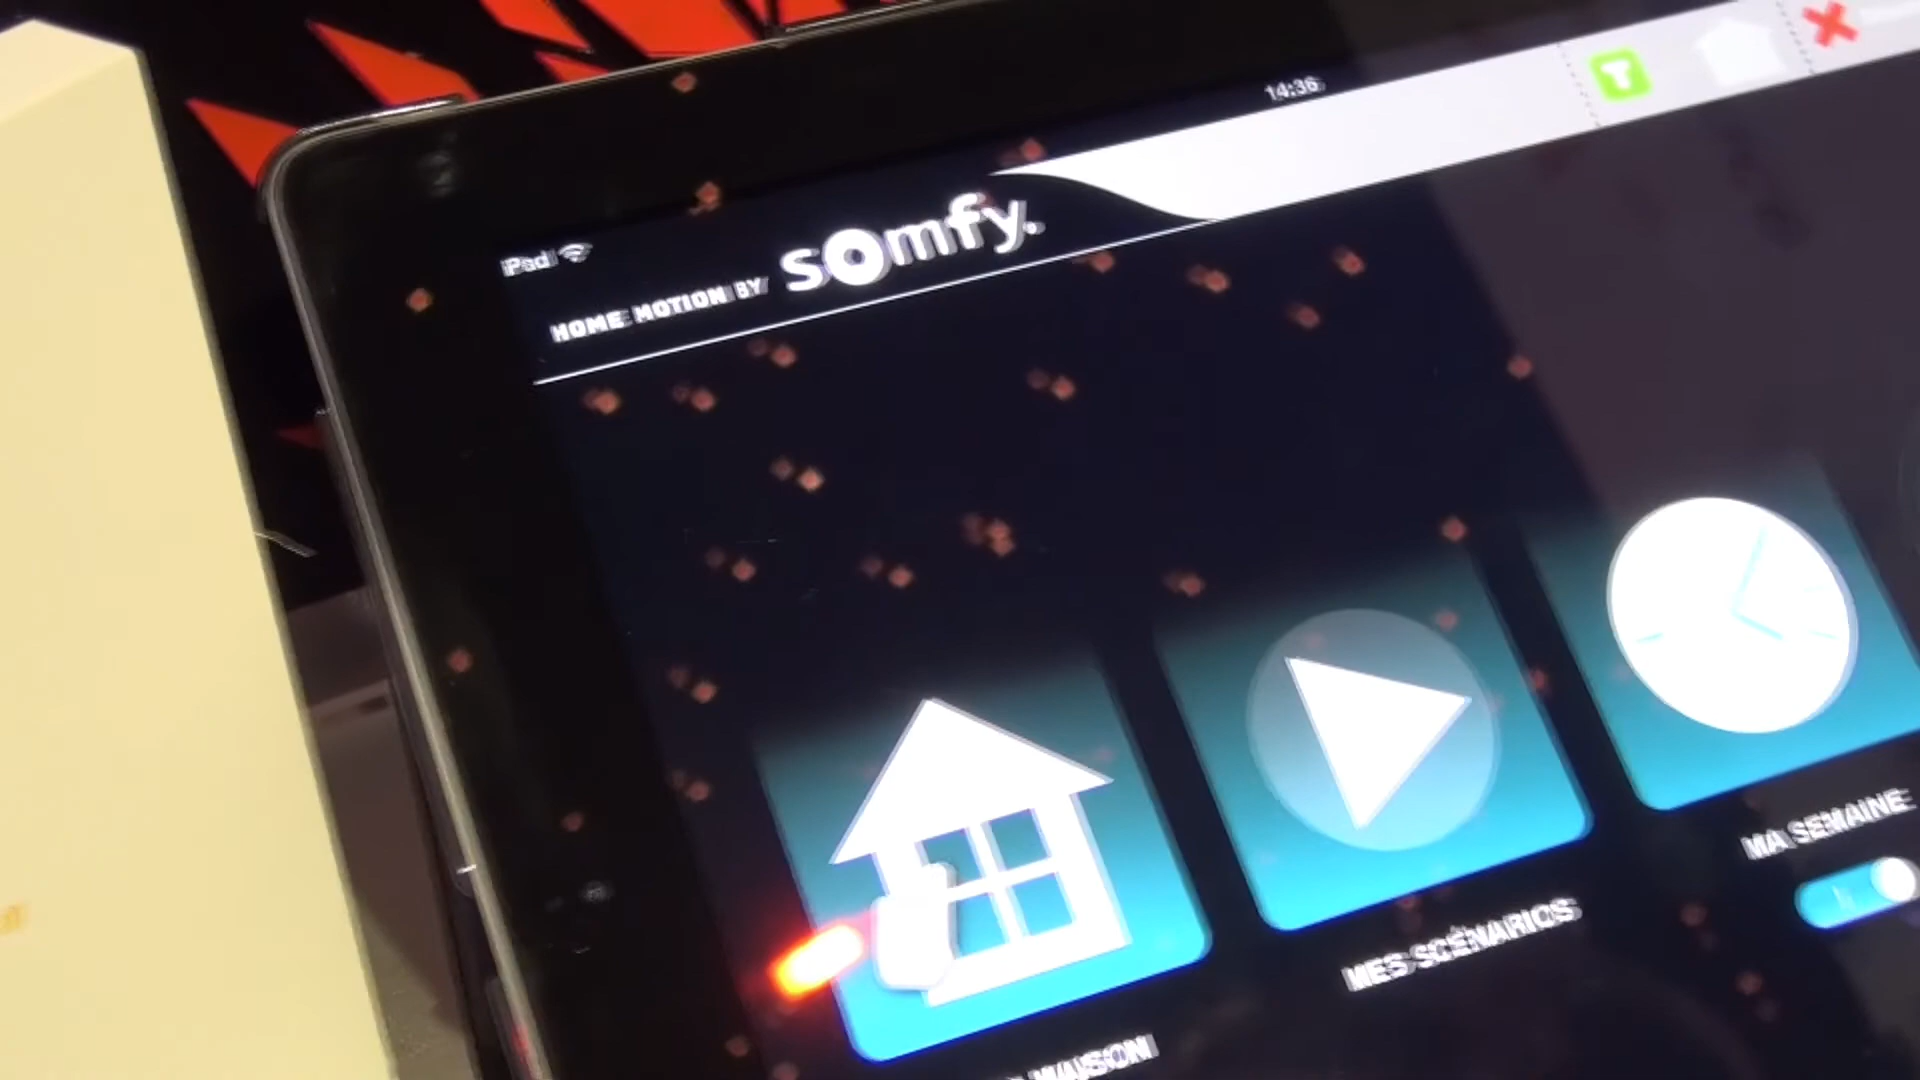 14:36
iPad
HOME MOTION BY somfy.
MA SEMAINE
MES SCÉNARIOS
MAISON